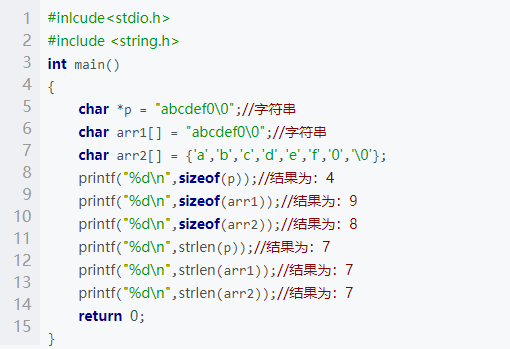 1 #inlcude<stdio.h>
2 #include <string.h>
3 int main()
4 {
5     char *p = "abcdef0\0";//字符串
6     char arr1[] = "abcdef0\0";//字符串
7     char arr2[] = {'a','b','c','d','e','f','0','\0'};
8     printf("%d\n",sizeof(p));//结果为：4
9     printf("%d\n",sizeof(arr1));//结果为：9
10     printf("%d\n",sizeof(arr2));//结果为：8
11     printf("%d\n",strlen(p));//结果为：7
12     printf("%d\n",strlen(arr1));//结果为：7
13     printf("%d\n",strlen(arr2));//结果为：7
14     return 0;
15 }